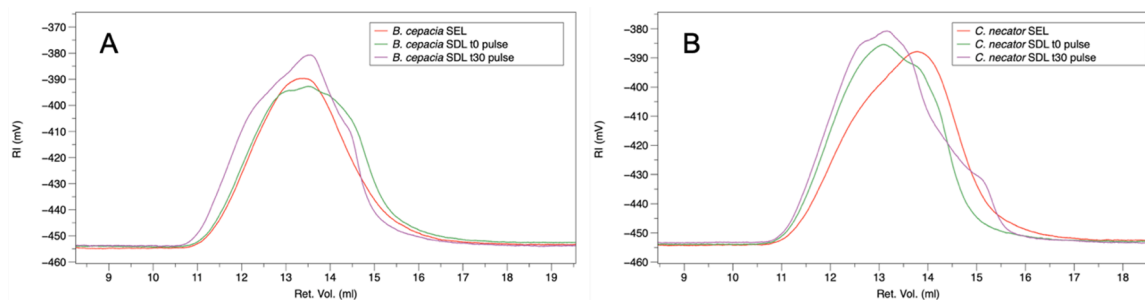 A
B. cepacia SEL
B. cepacia SDL t0 pulse
B. cepacia SDL t30 pulse
RI (mV)
−370
−380
−390
−400
−410
−420
−430
−440
−450
−460
9 10 11 12 13 14 15 16 17 18 19
Ret. Vol. (ml)
B
C. necator SEL
C. necator SDL t0 pulse
C. necator SDL t30 pulse
RI (mV)
−380
−390
−400
−410
−420
−430
−440
−450
−460
9 10 11 12 13 14 15 16 17 18
Ret. Vol. (ml)